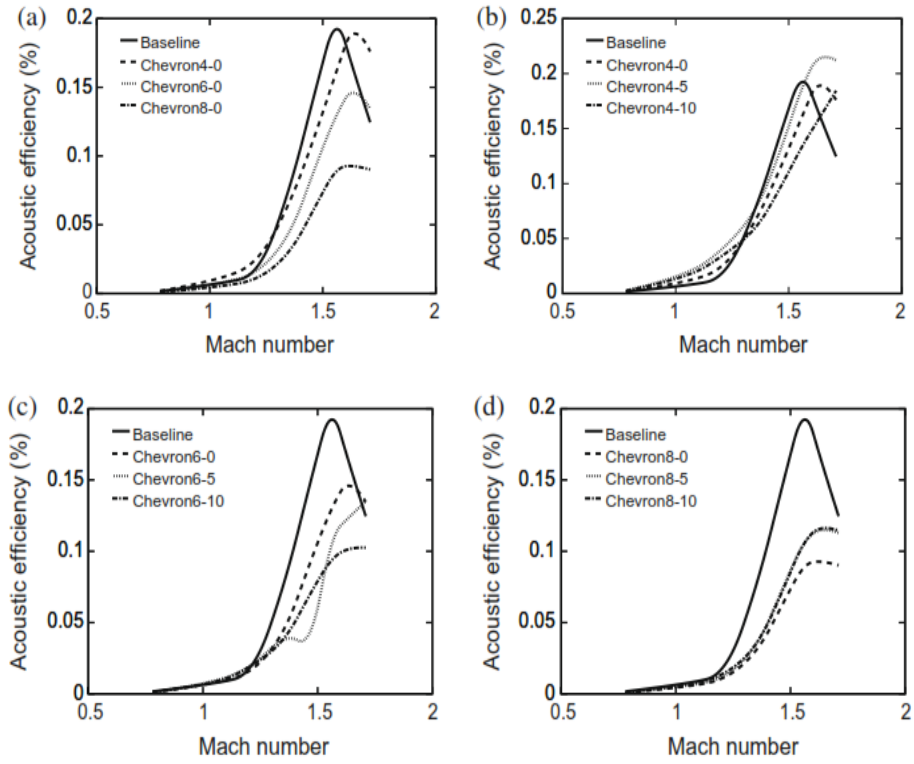 (a)
Acoustic efficiency (%)
0.2
0.15
0.1
0.05
0
Baseline
Chevron4-0
Chevron6-0
Chevron8-0
0.5
1
1.5
2
Mach number
(b)
Acoustic efficiency (%)
0.25
0.2
0.15
0.1
0.05
0
Baseline
Chevron4-0
Chevron4-5
Chevron4-10
0.5
1
1.5
2
Mach number
(c)
Acoustic efficiency (%)
0.2
0.15
0.1
0.05
0
Baseline
Chevron6-0
Chevron6-5
Chevron6-10
0.5
1
1.5
2
Mach number
(d)
Acoustic efficiency (%)
0.2
0.15
0.1
0.05
0
Baseline
Chevron8-0
Chevron8-5
Chevron8-10
0.5
1
1.5
2
Mach number